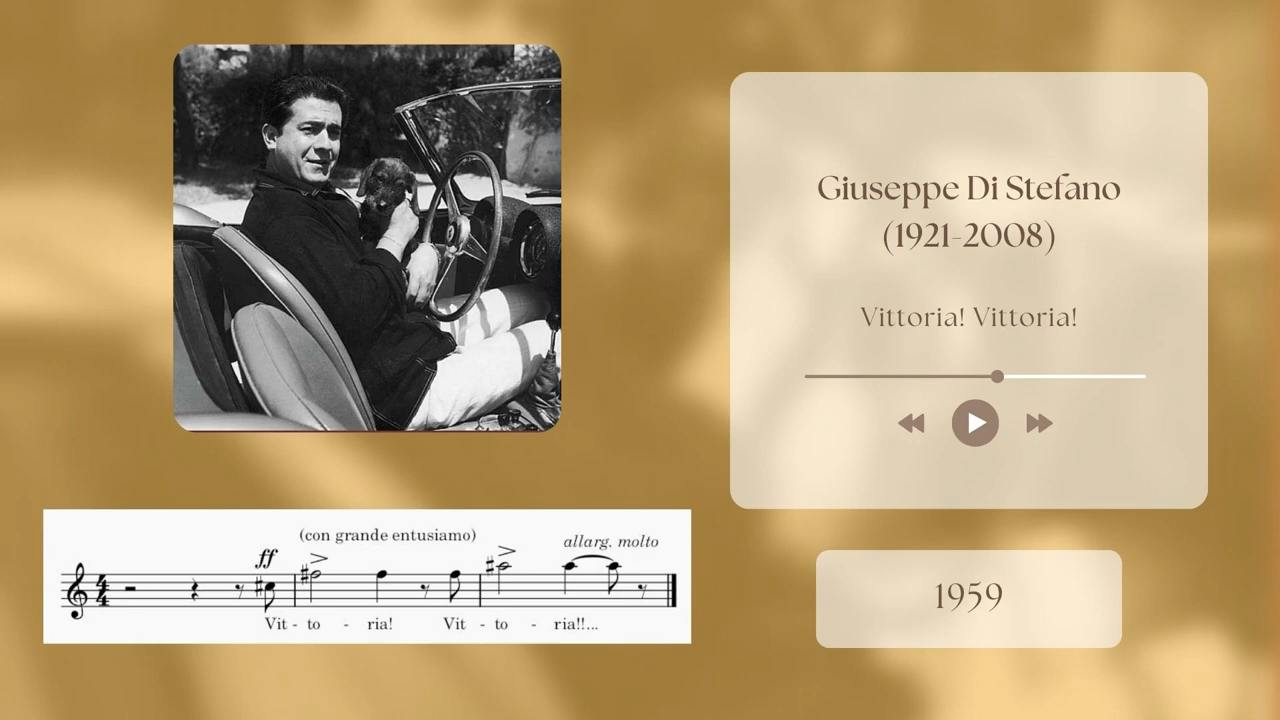 Giuseppe Di Stefano
(1921-2008)
Vittoria! Vittoria!
(con grande entusiamo)
ff
allarg. molto
Vit - to - ria! Vit - to - ria!!...
1959